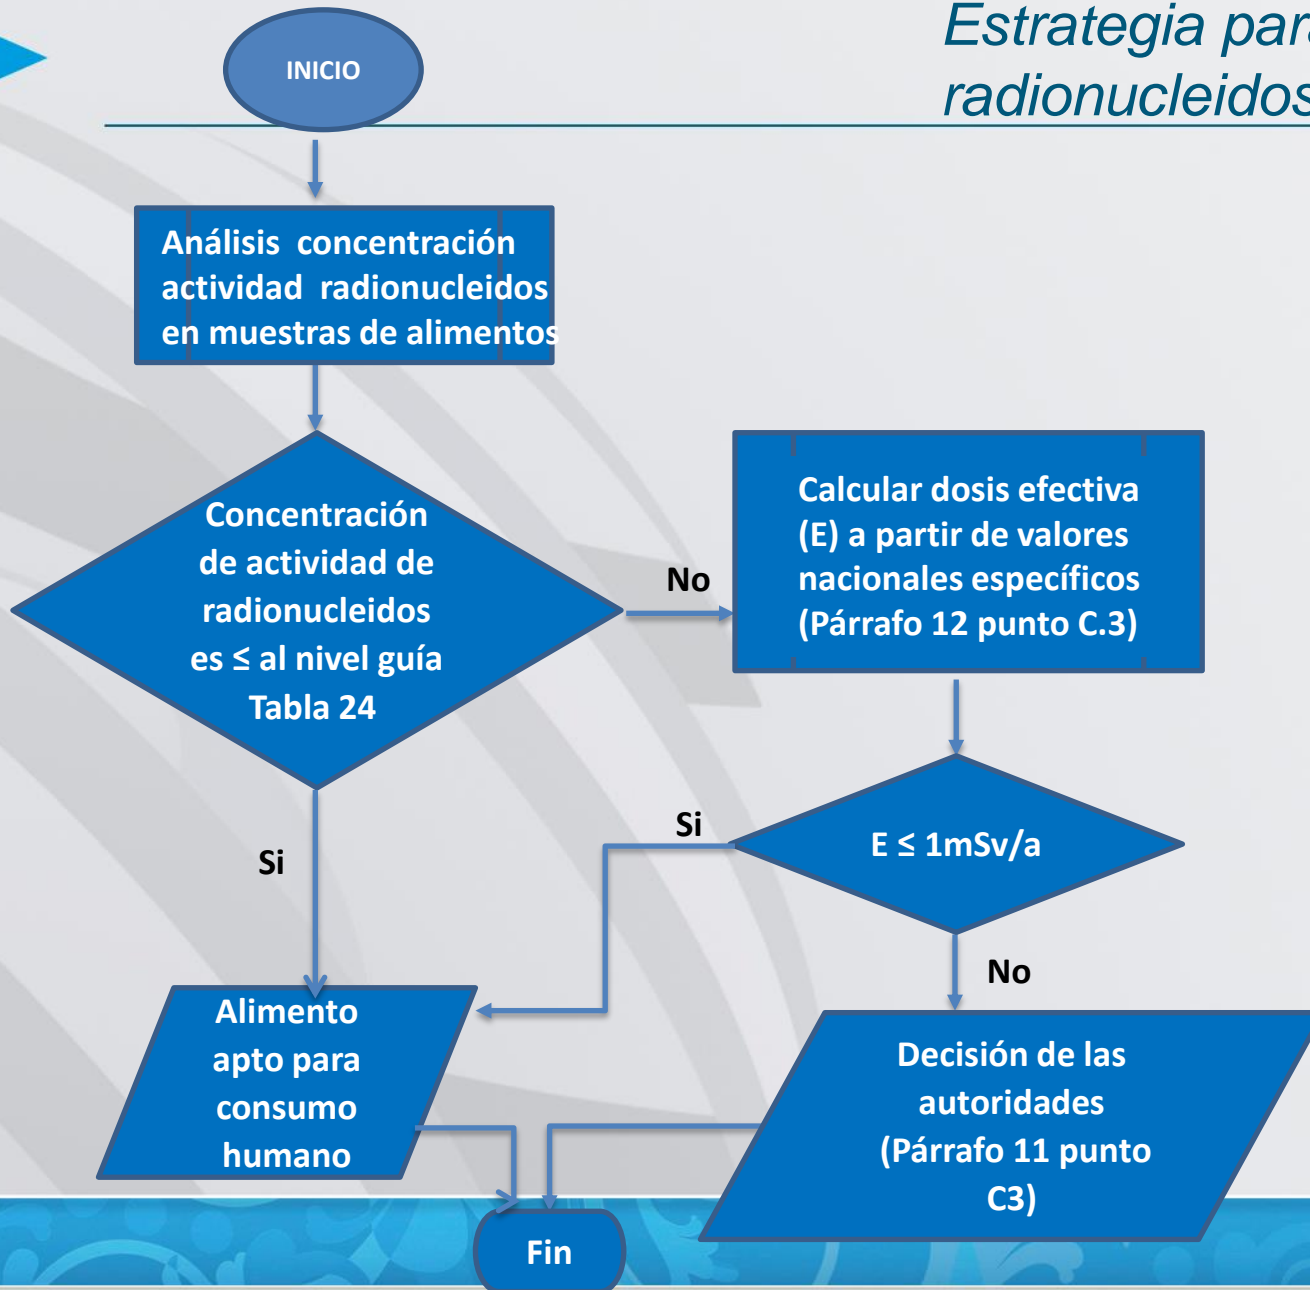 Estrategia para
radionucleidos
INICIO
Análisis concentración
actividad radionucleidos
en muestras de alimentos
Concentración
de actividad de
radionucleidos
es ≤ al nivel guía
Tabla 24
No
Calcular dosis efectiva
(E) a partir de valores
nacionales específicos
(Párrafo 12 punto C.3)
Si
Si
E ≤ 1mSv/a
No
Alimento
apto para
consumo
humano
Decisión de las
autoridades
(Párrafo 11 punto
C3)
Fin